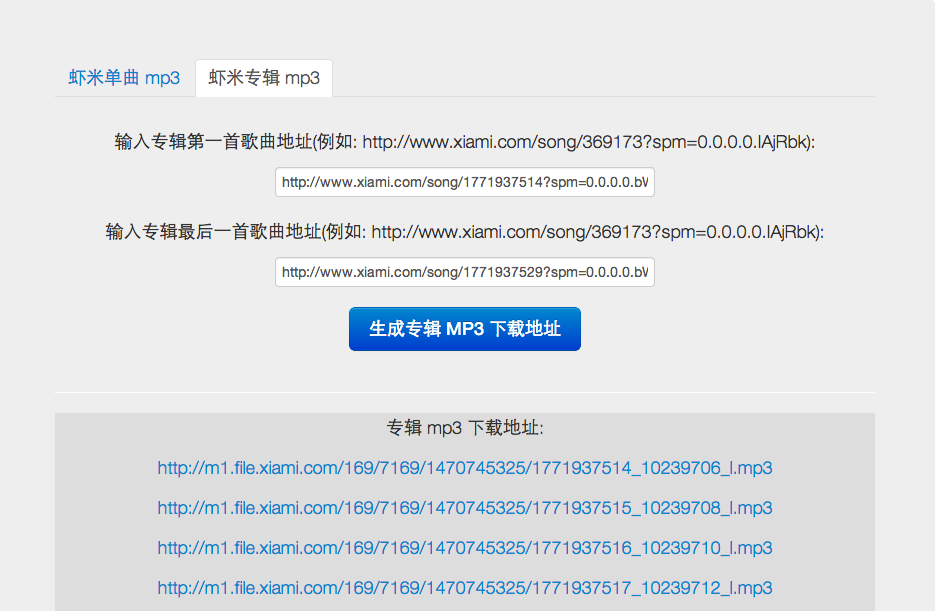 虾米单曲 mp3
虾米专辑 mp3
输入专辑第一首歌曲地址(例如: http://www.xiami.com/song/369173?spm=0.0.0.0.lAjRbk):
http://www.xiami.com/song/1771937514?spm=0.0.0.0.bW
输入专辑最后一首歌曲地址(例如: http://www.xiami.com/song/369173?spm=0.0.0.0.lAjRbk):
http://www.xiami.com/song/1771937529?spm=0.0.0.0.bW
生成专辑 MP3 下载地址
专辑 mp3 下载地址:
http://m1.file.xiami.com/169/7169/1470745325/1771937514_10239706_l.mp3
http://m1.file.xiami.com/169/7169/1470745325/1771937515_10239708_l.mp3
http://m1.file.xiami.com/169/7169/1470745325/1771937516_10239710_l.mp3
http://m1.file.xiami.com/169/7169/1470745325/1771937517_10239712_l.mp3